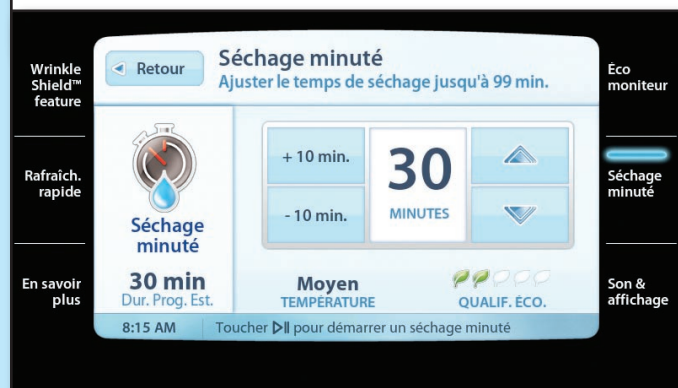 Wrinkle
Shield™
feature
Rafraîch.
rapide
En savoir
plus
Retour
Séchage minuté
Ajuster le temps de séchage jusqu'à 99 min.
Séchage
minuté
30 min
Dur. Prog. Est.
+ 10 min.
- 10 min.
30
MINUTES
Moyen
TEMPÉRATURE
QUALIF. ÉCO.
8:15 AM
Toucher pour démarrer un séchage minuté
Éco
moniteur
Séchage
minuté
Son &
affichage